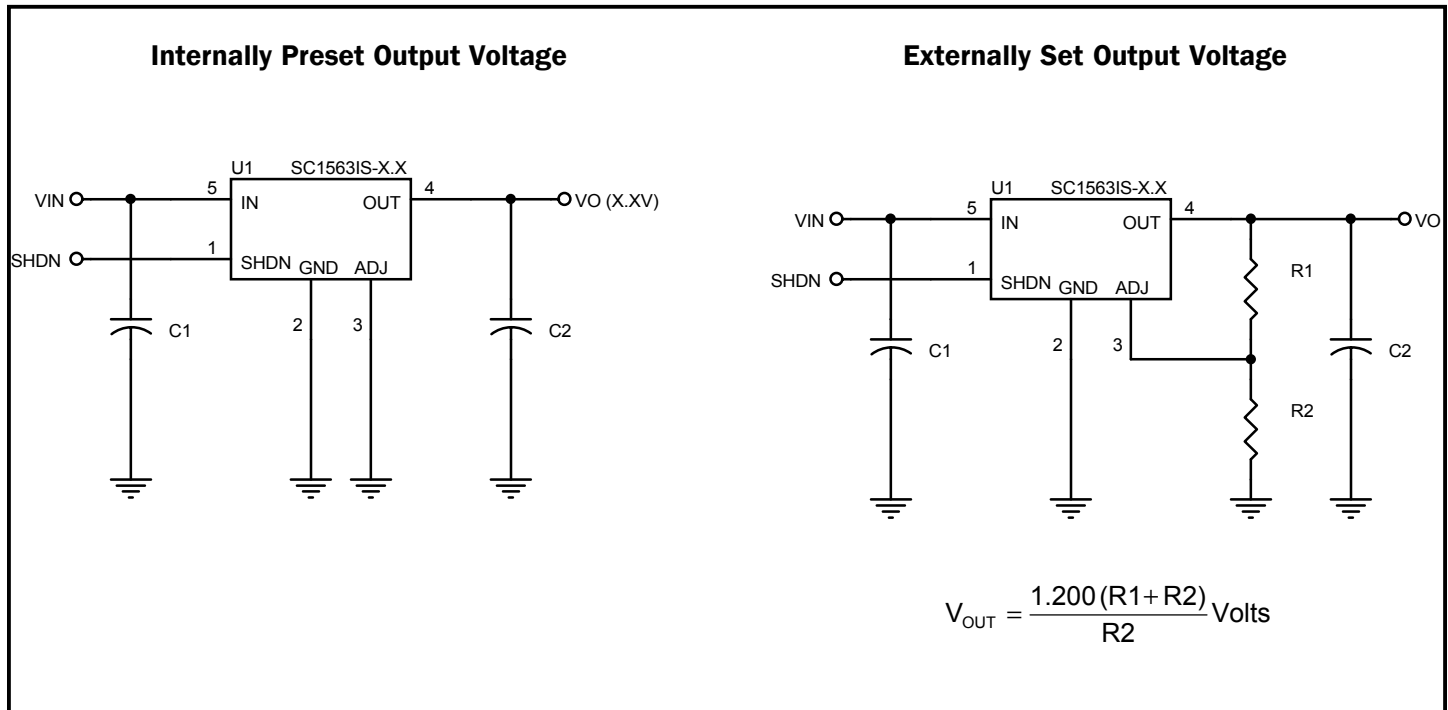 Internally Preset Output Voltage
U1 SC1563IS-X.X
VIN 5 IN OUT 4 VO (X.XV)
SHDN 1 SHDN GND ADJ
C1 2 3 C2
Externally Set Output Voltage
U1 SC1563IS-X.X
VIN 5 IN OUT 4 VO
SHDN 1 SHDN GND ADJ R1
C1 2 3 C2
R2
V_OUT = 1.200 (R1+ R2) / R2 Volts